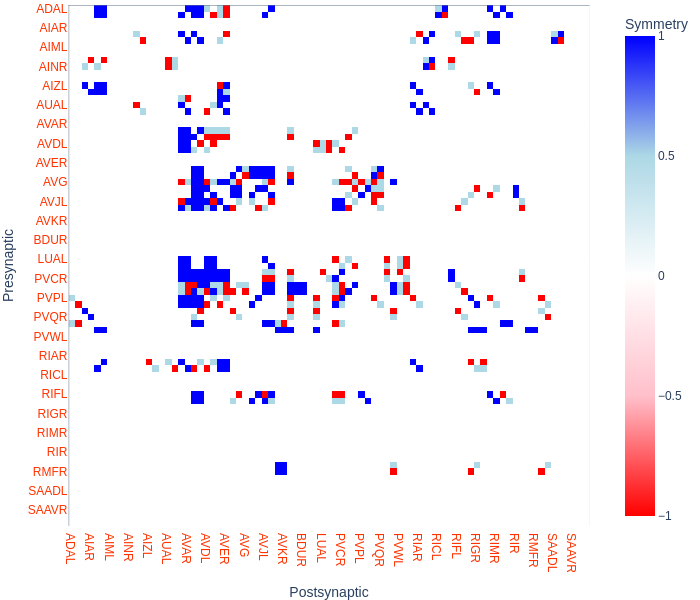 Symmetry
1
0.5
0
−0.5
−1
Presynaptic
ADAL
AIAR
AIML
AINR
AIZL
AUAL
AVAR
AVDL
AVER
AVG
AVJL
AVKR
BDUR
LUAL
PVCR
PVPL
PVQR
PVWL
RIAR
RICL
RIFL
RIGR
RIMR
RIR
RMFR
SAADL
SAAVR
ADAL AIAR AIML AINR AIZL AUAL AVAR AVDL AVER AVG AVJL AVKR BDUR LUAL PVCR PVPL PVQR PVWL RIAR RICL RIFL RIGR RIMR RIR RMFR SAADL SAAVR
Postsynaptic